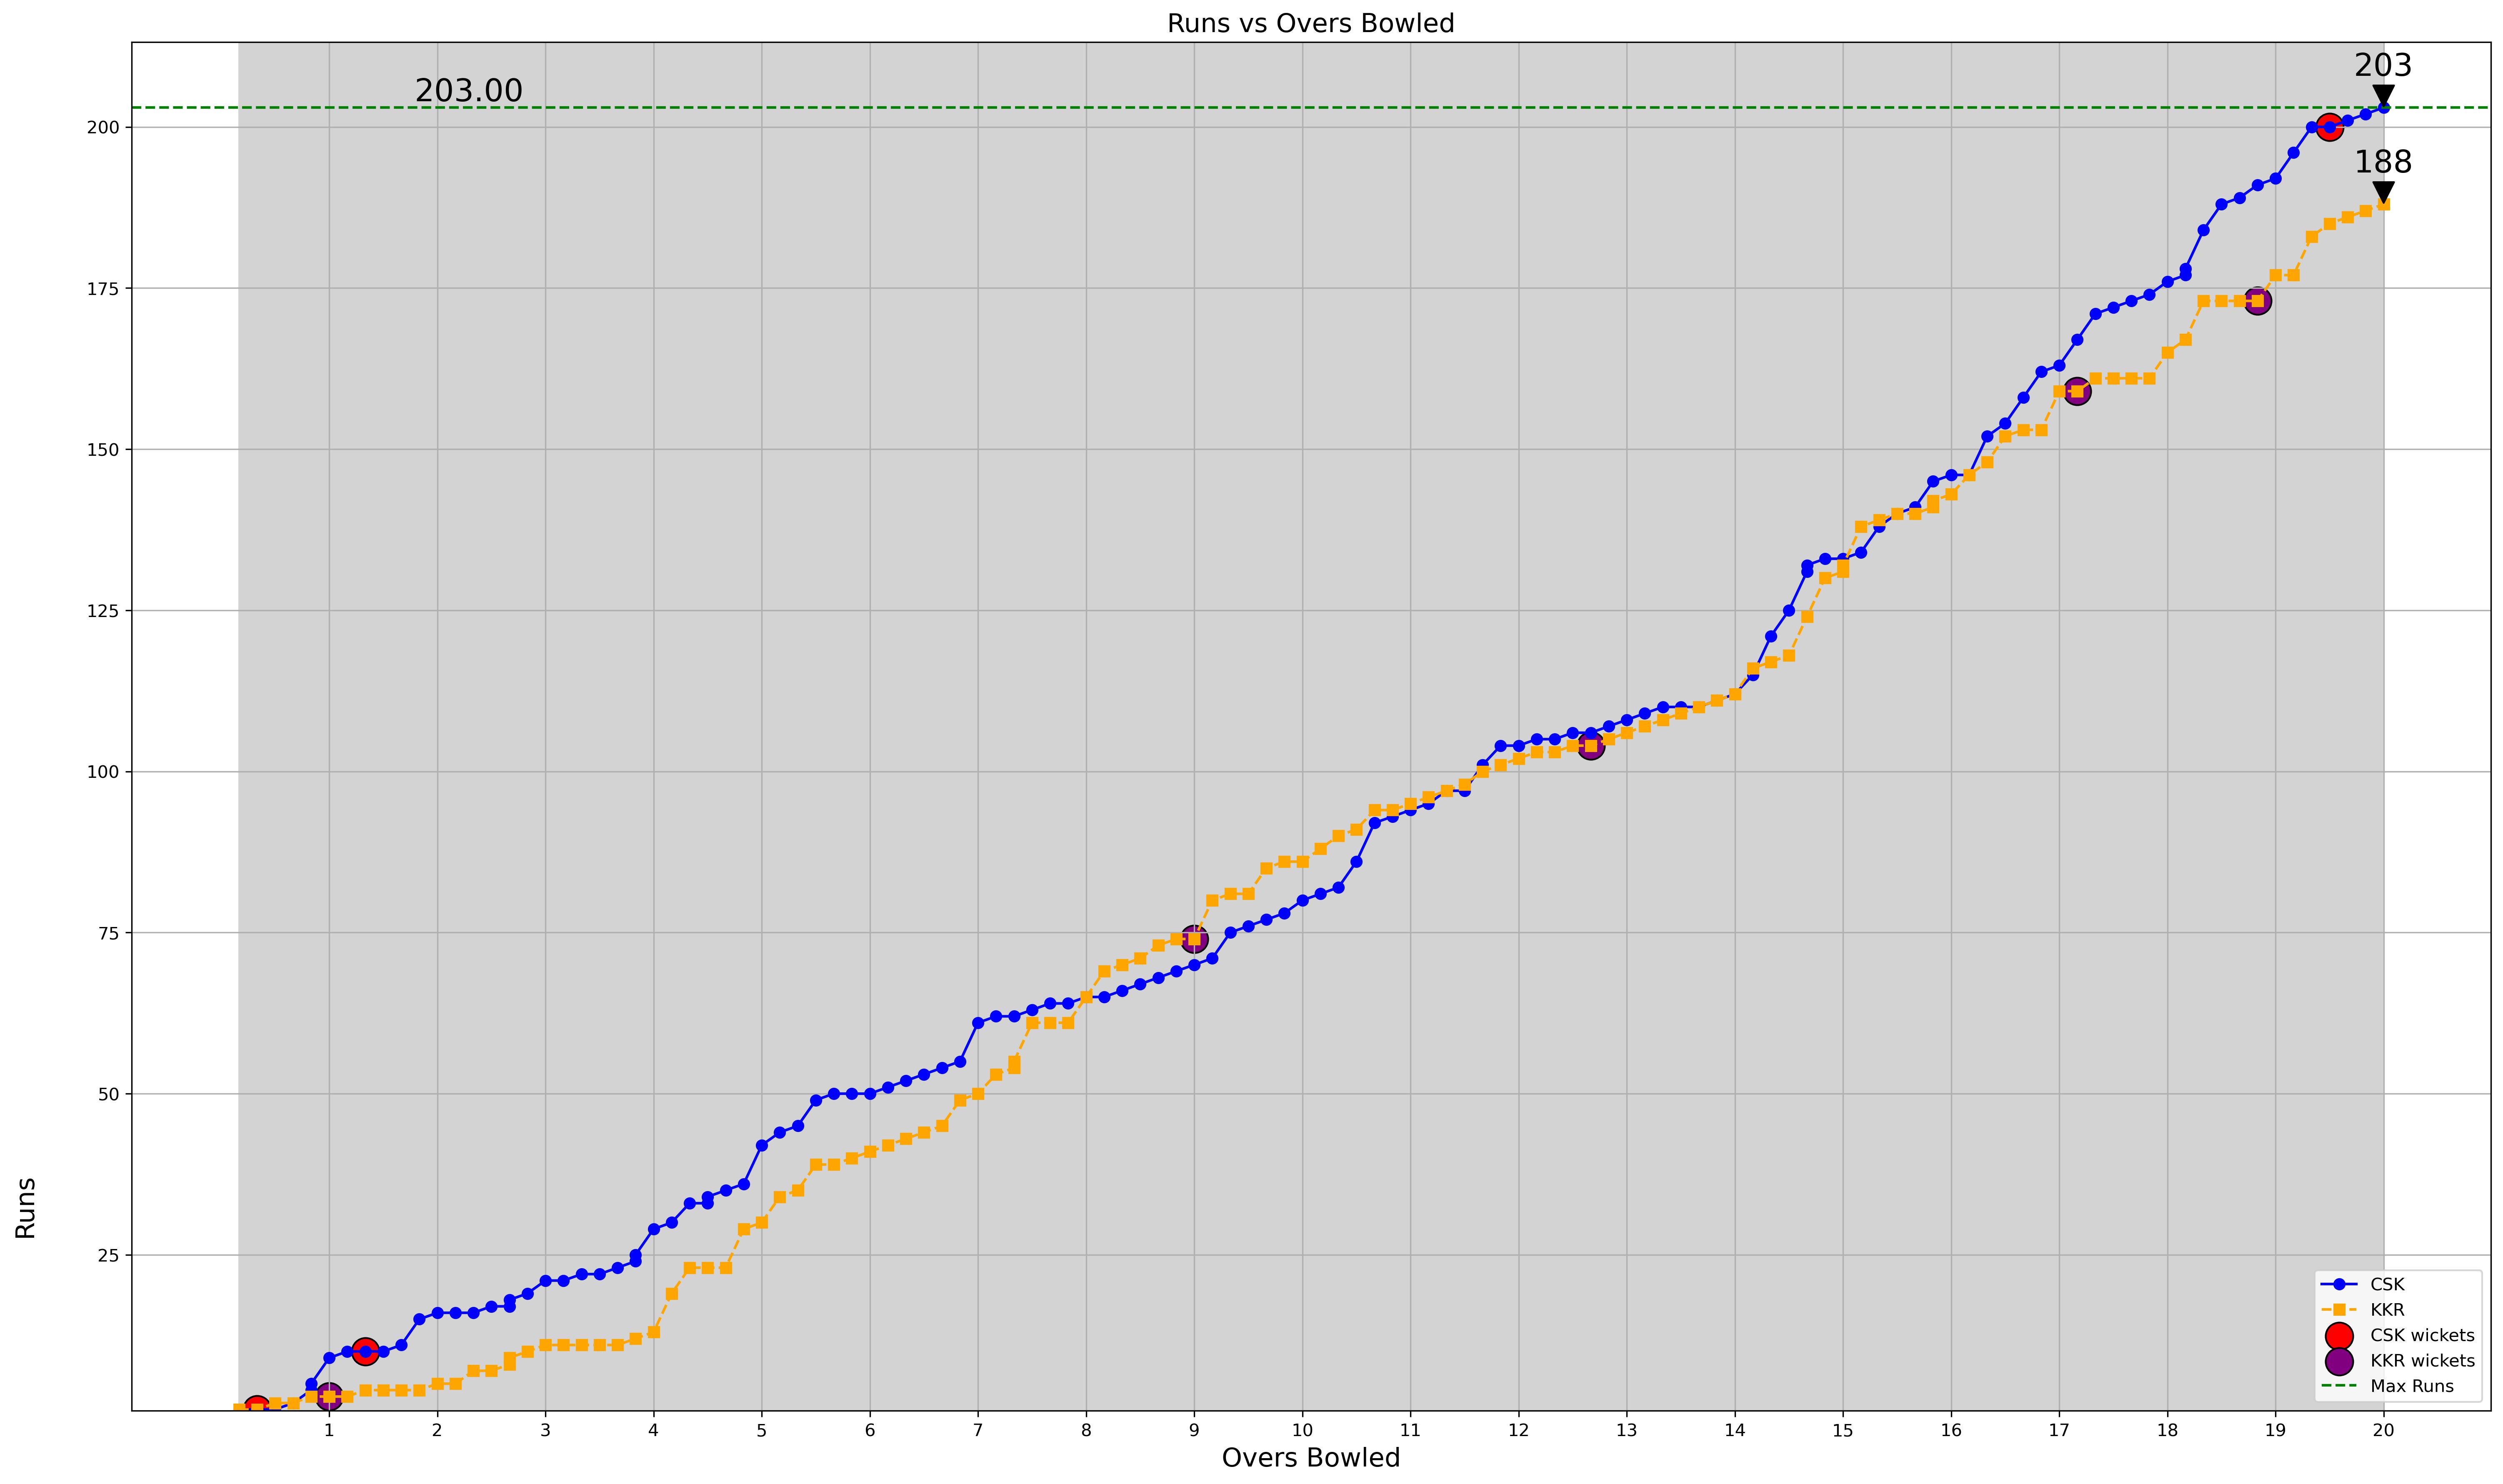 Runs vs Overs Bowled
203
203.00
200
188
175
150
125
100
75
50
25
Runs
CSK
KKR
CSK wickets
KKR wickets
Max Runs
1 2 3 4 5 6 7 8 9 10 11 12 13 14 15 16 17 18 19 20
Overs Bowled